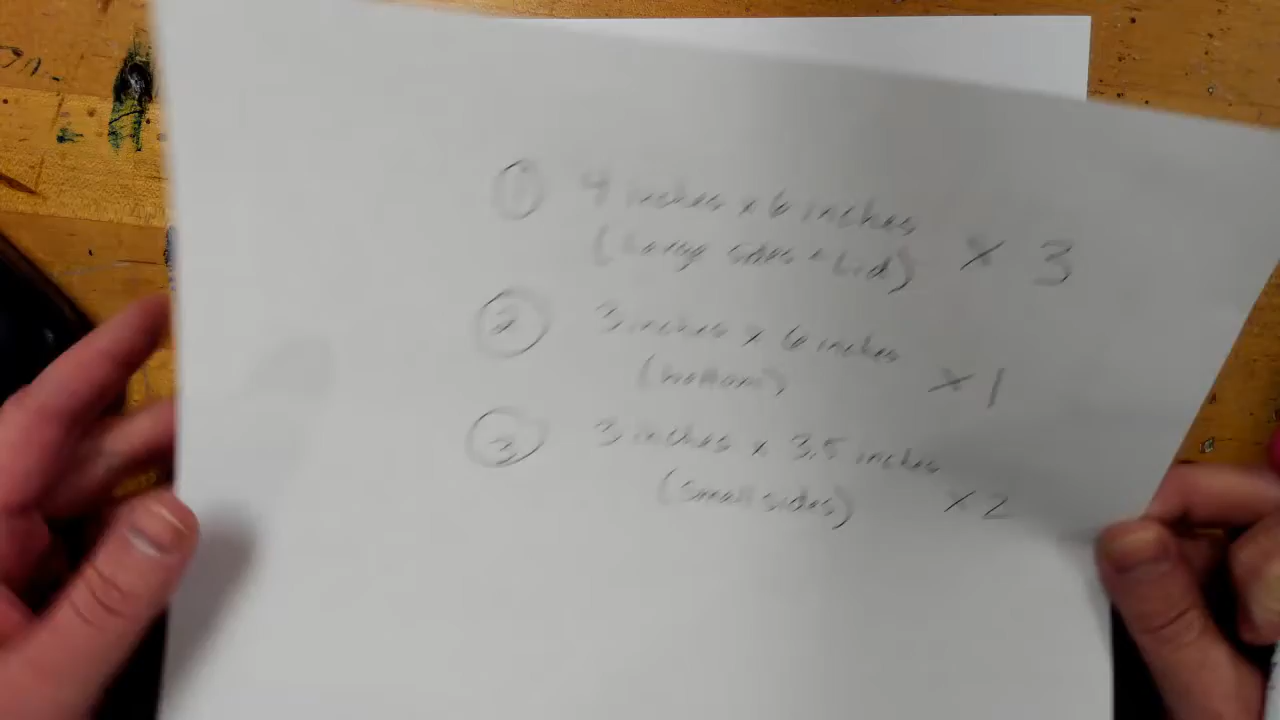 ① 4 inches x 6 inches
(Long sides + Lid) x 3
② 3 inches x 6 inches
(bottom) x 1
③ 3 inches x 3.5 inches
(Small sides) x 2